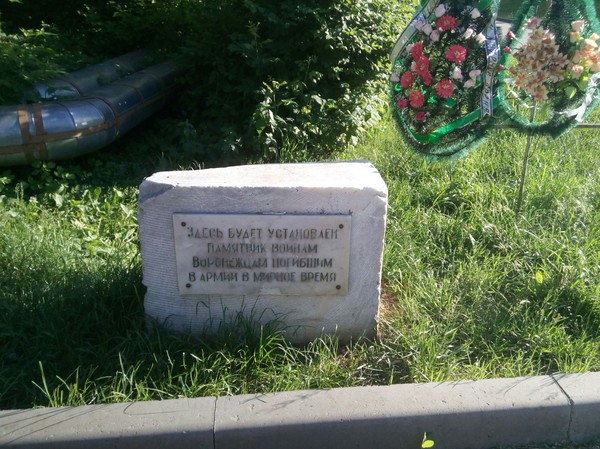 Здесь будет установлен
памятник воинам
Воронежцам погибшим
в армии в мирное время